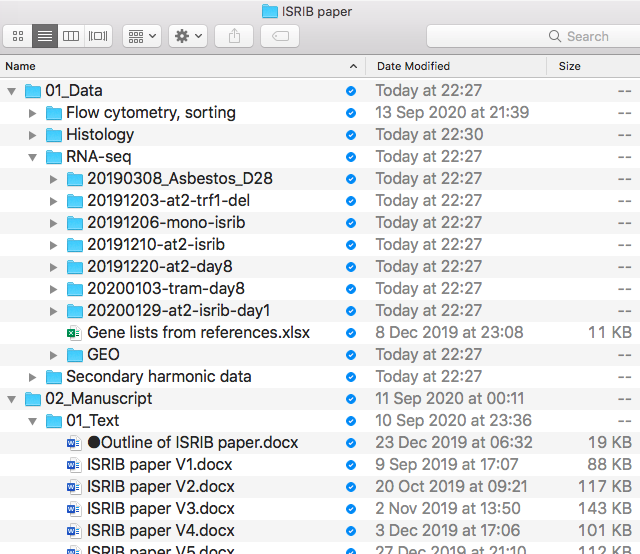 ISRIB paper
Search
Name Date Modified Size
01_Data Today at 22:27 --
Flow cytometry, sorting 13 Sep 2020 at 21:39 --
Histology Today at 22:30 --
RNA-seq Today at 22:27 --
20190308_Asbestos_D28 Today at 22:27 --
20191203-at2-trf1-del Today at 22:27 --
20191206-mono-isrib Today at 22:27 --
20191210-at2-isrib Today at 22:27 --
20191220-at2-day8 Today at 22:27 --
20200103-tram-day8 Today at 22:27 --
20200129-at2-isrib-day1 Today at 22:27 --
Gene lists from references.xlsx 8 Dec 2019 at 23:08 11 KB
GEO Today at 22:27 --
Secondary harmonic data Today at 22:27 --
02_Manuscript 11 Sep 2020 at 00:11 --
01_Text 10 Sep 2020 at 23:36 --
●Outline of ISRIB paper.docx 23 Dec 2019 at 06:32 19 KB
ISRIB paper V1.docx 9 Sep 2019 at 17:07 88 KB
ISRIB paper V2.docx 20 Oct 2019 at 09:21 117 KB
ISRIB paper V3.docx 2 Nov 2019 at 13:50 143 KB
ISRIB paper V4.docx 3 Dec 2019 at 17:06 101 KB
ISRIB paper V5.docx 27 Dec 2019 at 21:10 112 KB